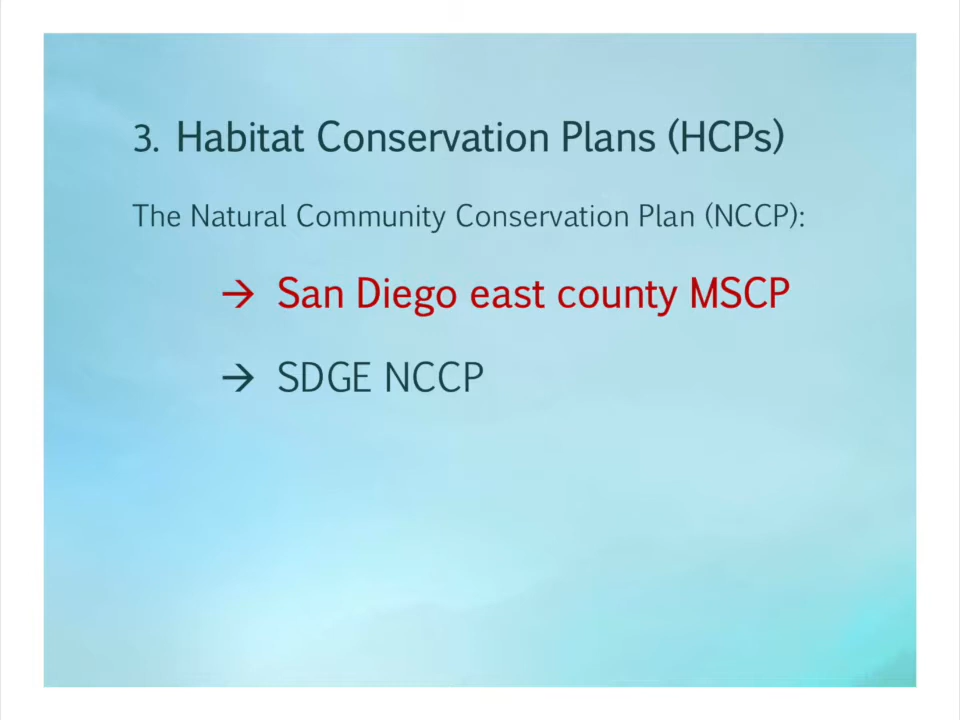 3. Habitat Conservation Plans (HCPs)
The Natural Community Conservation Plan (NCCP):
→ San Diego east county MSCP
→ SDGE NCCP